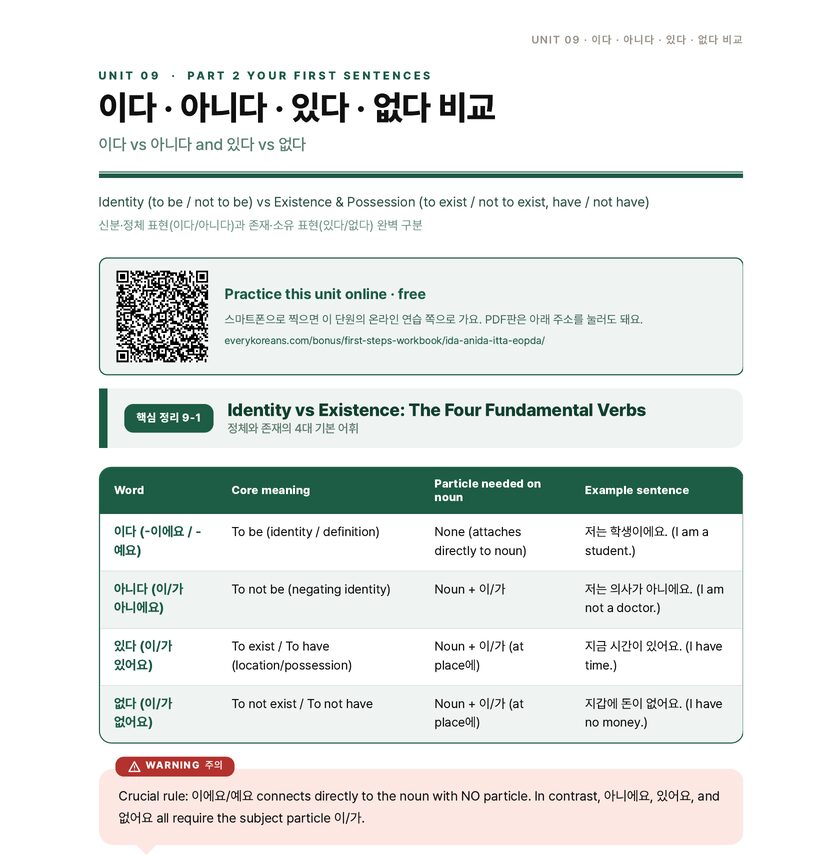 UNIT 09 · 이다 · 아니다 · 있다 · 없다 비교
UNIT 09 · PART 2 YOUR FIRST SENTENCES
이다 · 아니다 · 있다 · 없다 비교
이다 vs 아니다 and 있다 vs 없다
Identity (to be / not to be) vs Existence & Possession (to exist / not to exist, have / not have)
신분·정체 표현(이다/아니다)과 존재·소유 표현(있다/없다) 완벽 구분
Practice this unit online · free
스마트폰으로 찍으면 이 단원의 온라인 연습 쪽으로 가요. PDF판은 아래 주소를 눌러도 돼요.
everykoreans.com/bonus/first-steps-workbook/ida-anida-itta-eopda/
핵심 정리 9-1
Identity vs Existence: The Four Fundamental Verbs
정체와 존재의 4대 기본 어휘
Word
Core meaning
Particle needed on
noun
Example sentence
이다 (-이에요 / -
예요)
To be (identity / definition)
None (attaches
directly to noun)
저는 학생이에요. (I am a
student.)
아니다 (이/가
아니에요)
To not be (negating identity)
Noun + 이/가
저는 의사가 아니에요. (I am
not a doctor.)
있다 (이/가
있어요)
To exist / To have
(location/possession)
Noun + 이/가 (at
place에)
지금 시간이 있어요. (I have
time.)
없다 (이/가
없어요)
To not exist / To not have
Noun + 이/가 (at
place에)
지갑에 돈이 없어요. (I have
no money.)
WARNING 주의
Crucial rule: 이에요/예요 connects directly to the noun with NO particle. In contrast, 아니에요, 있어요, and
없어요 all require the subject particle 이/가.